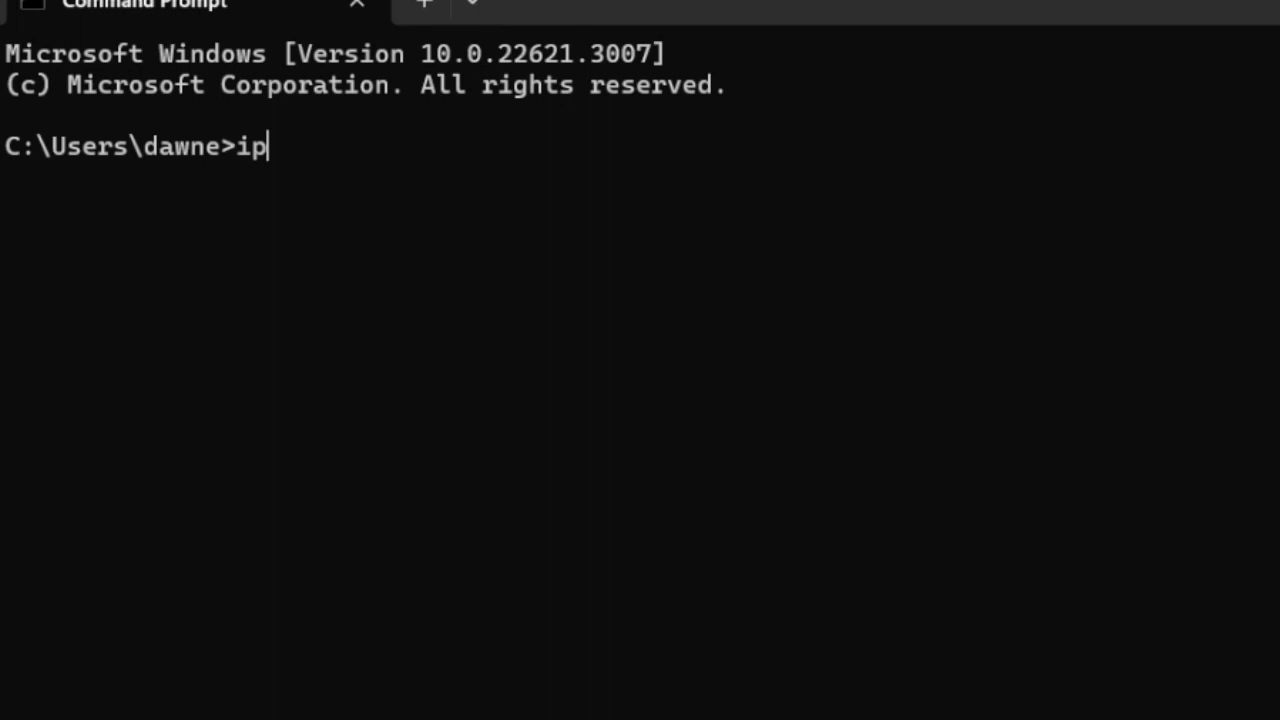 Command Prompt
Microsoft Windows [Version 10.0.22621.3007]
(c) Microsoft Corporation. All rights reserved.
C:\Users\dawne>ip